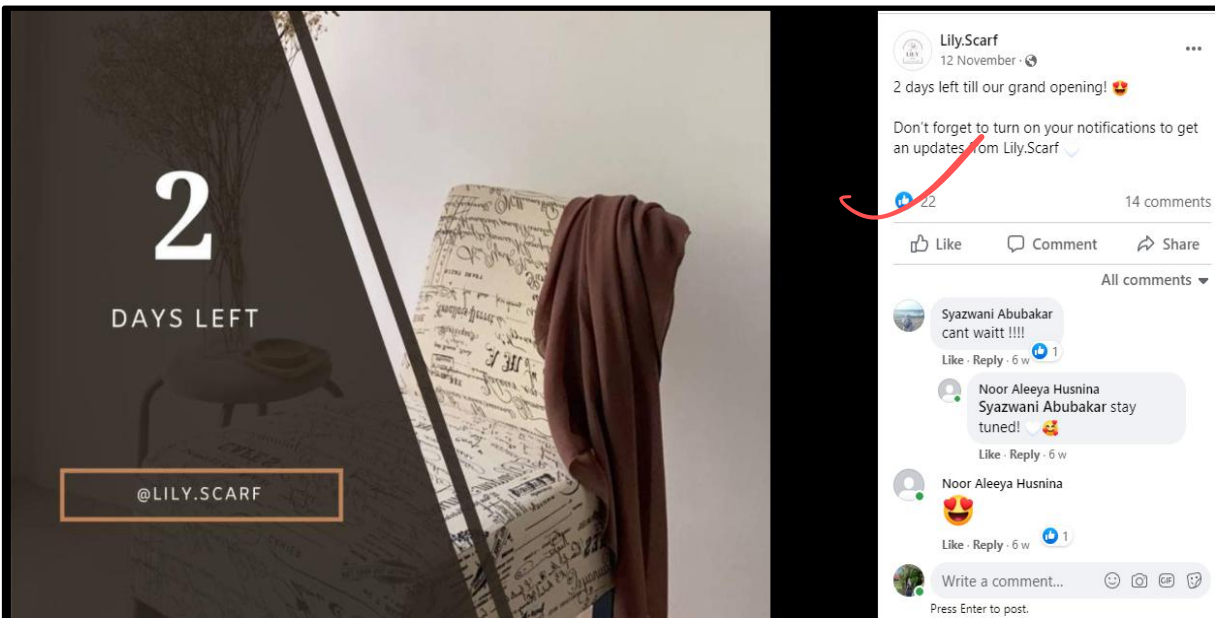 2
DAYS LEFT
@LILY.SCARF
Lily.Scarf
12 November ·
2 days left till our grand opening! 😍
Don't forget to turn on your notifications to get
an updates from Lily.Scarf 🤍
22
14 comments
Like
Comment
Share
All comments
Syazwani Abubakar
cant waitt !!!!
1
Like · Reply · 6 w
Noor Aleeya Husnina
Syazwani Abubakar stay
tuned! 🤍🥰
Like · Reply · 6 w
Noor Aleeya Husnina
😍
Like · Reply · 6 w
1
Write a comment...
GIF
Press Enter to post.